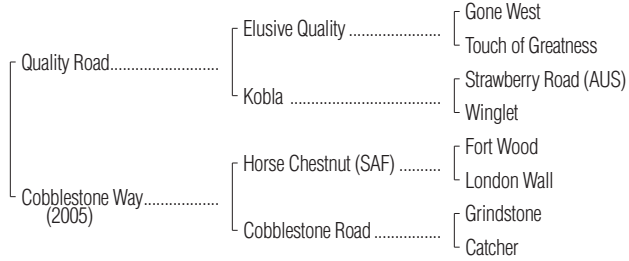 Gone West
Elusive Quality ....................
Touch of Greatness
Quality Road........................
Strawberry Road (AUS)
Kobla .................................
Winglet
Fort Wood
Horse Chestnut (SAF) .........
London Wall
Cobblestone Way.................
(2005)
Grindstone
Cobblestone Road ...............
Catcher